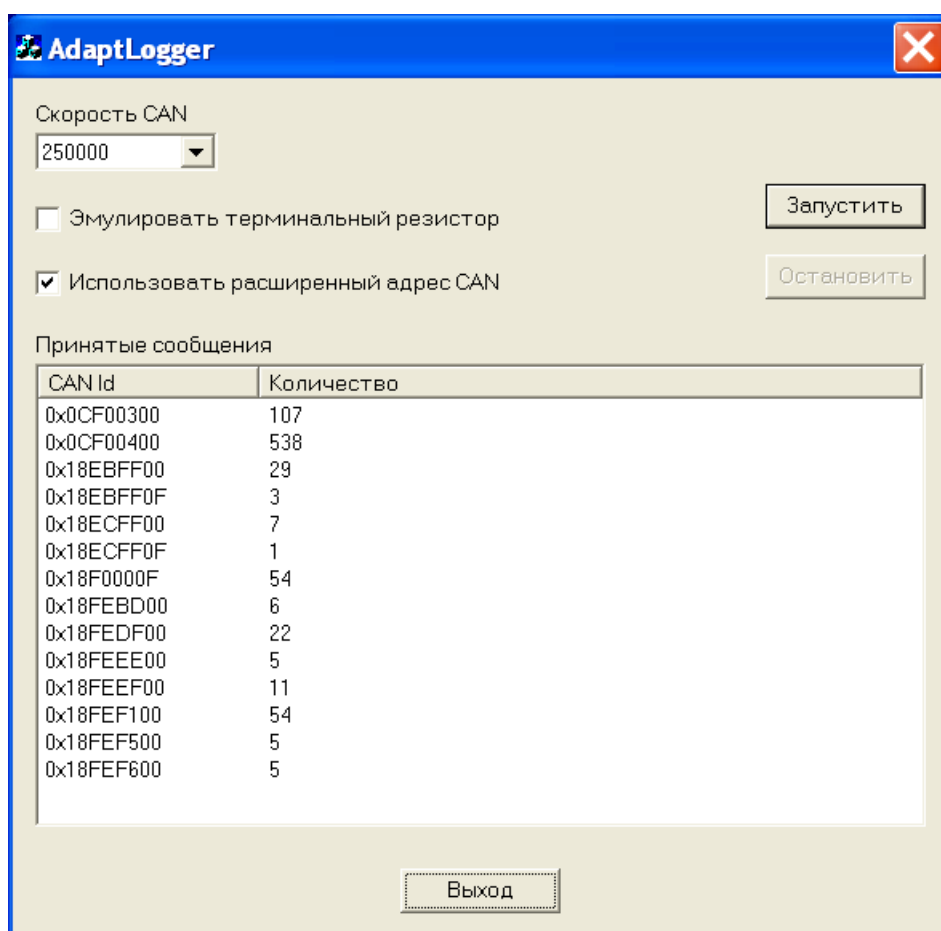 AdaptLogger
Скорость CAN
250000
Эмулировать терминальный резистор
Запустить
Использовать расширенный адрес CAN
Остановить
Принятые сообщения
CAN Id Количество
0x0CF00300 107
0x0CF00400 538
0x18EBFF00 29
0x18EBFF0F 3
0x18ECFF00 7
0x18ECFF0F 1
0x18F0000F 54
0x18FEBD00 6
0x18FEDF00 22
0x18FEEE00 5
0x18FEEF00 11
0x18FEF100 54
0x18FEF500 5
0x18FEF600 5
Выход